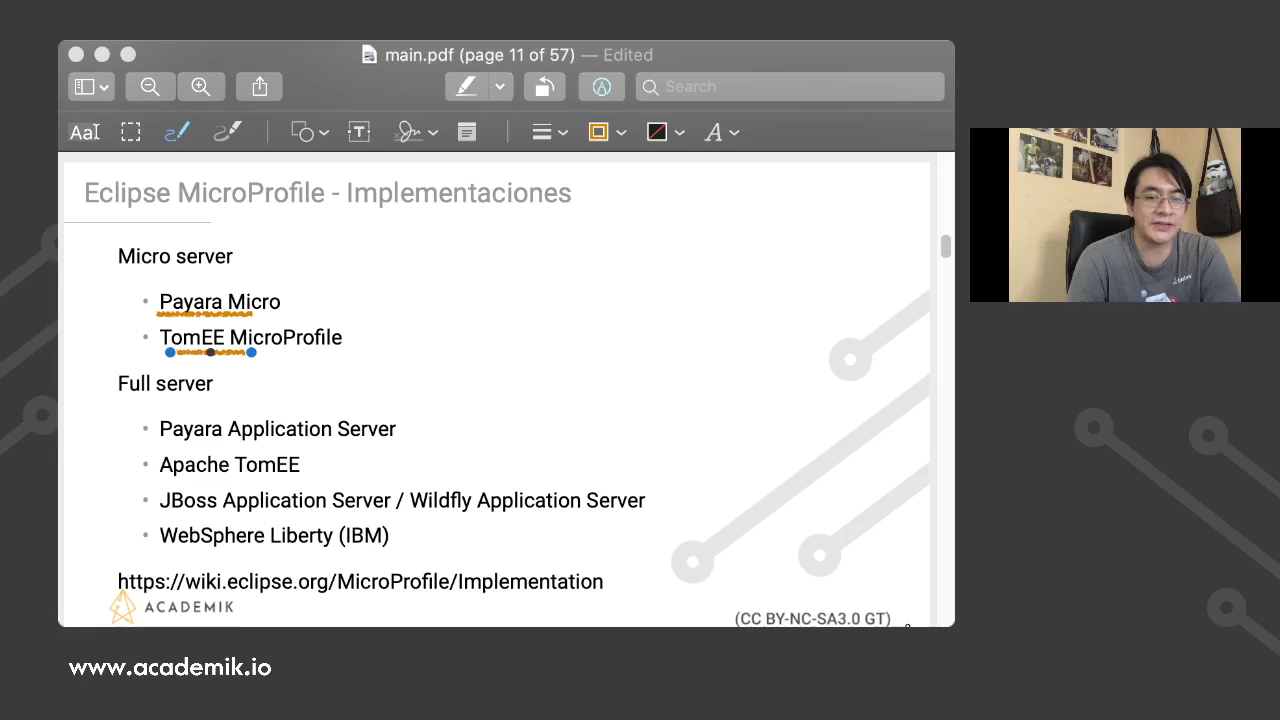 main.pdf (page 11 of 57) — Edited
Search
AaI
T
A
A
Eclipse MicroProfile - Implementaciones
Micro server
• Payara Micro
• TomEE MicroProfile
Full server
• Payara Application Server
• Apache TomEE
• JBoss Application Server / Wildfly Application Server
• WebSphere Liberty (IBM)
https://wiki.eclipse.org/MicroProfile/Implementation
ACADEMIK
(CC BY-NC-SA3.0 GT)
www.academik.io